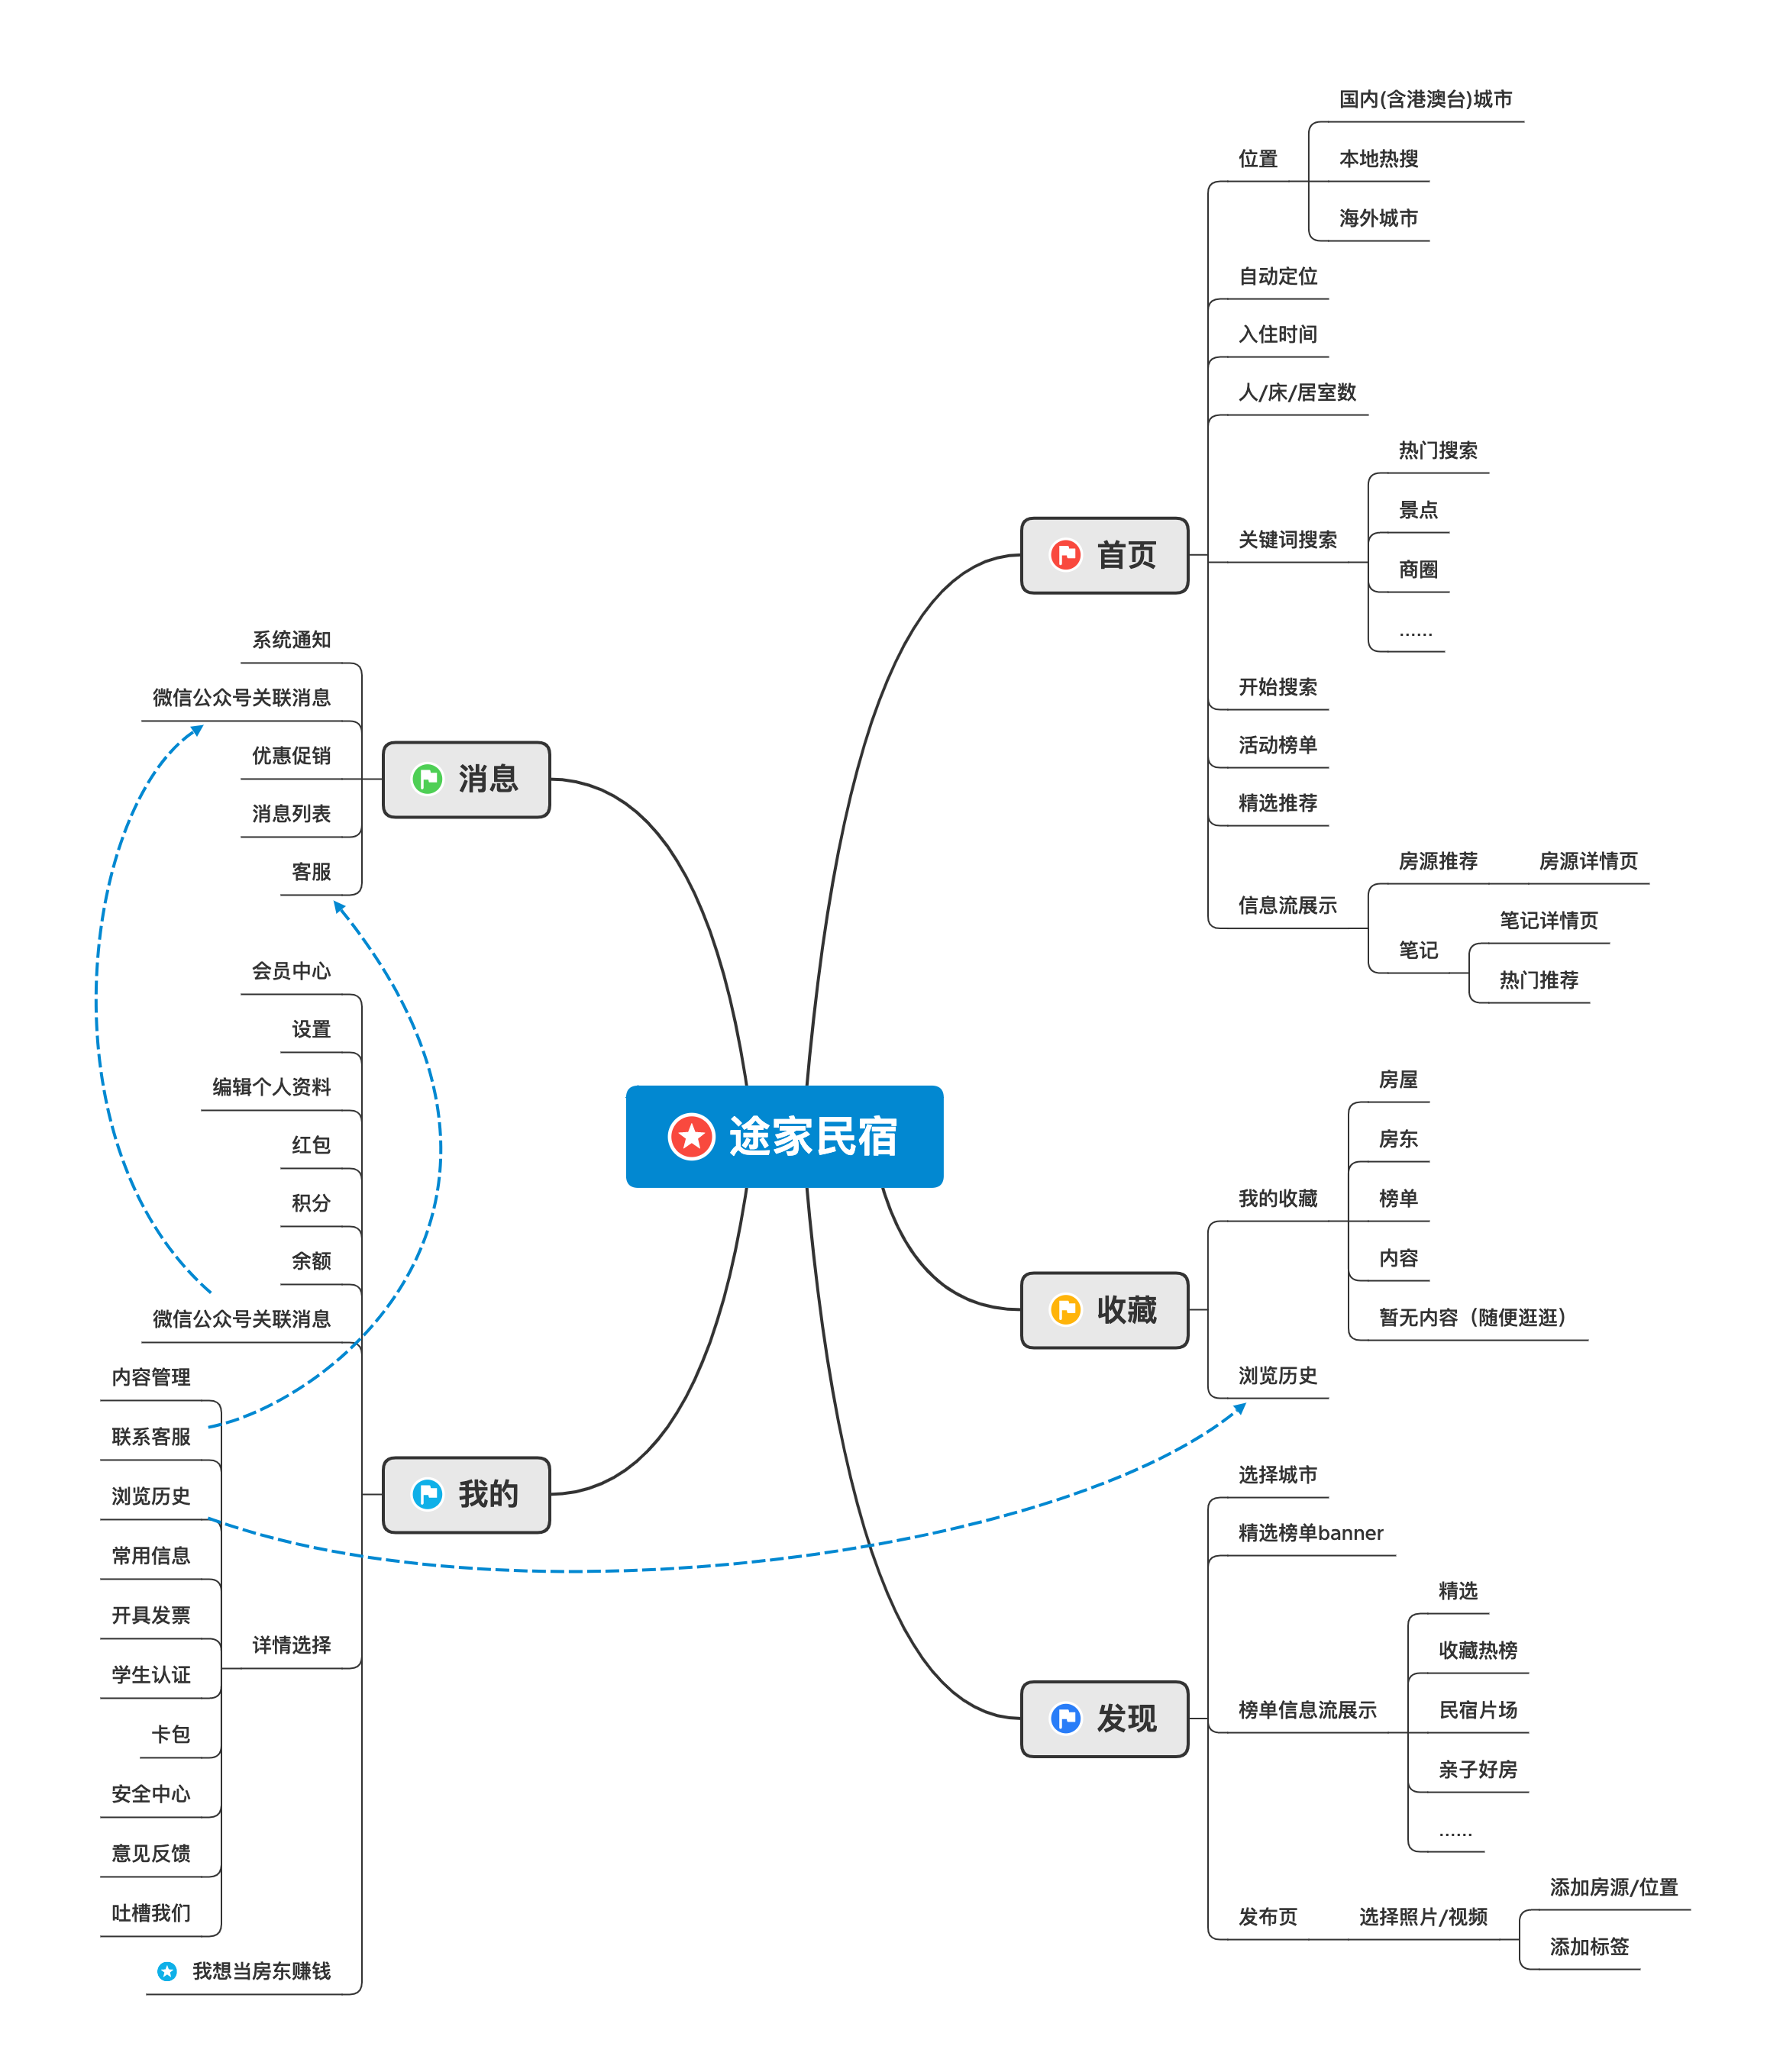 途家民宿
首页
位置
国内(含港澳台)城市
本地热搜
海外城市
自动定位
入住时间
人/床/居室数
关键词搜索
热门搜索
景点
商圈
......
开始搜索
活动榜单
精选推荐
信息流展示
房源推荐
房源详情页
笔记
笔记详情页
热门推荐
收藏
我的收藏
房屋
房东
榜单
内容
暂无内容（随便逛逛）
浏览历史
发现
选择城市
精选榜单banner
榜单信息流展示
精选
收藏热榜
民宿片场
亲子好房
......
发布页
选择照片/视频
添加房源/位置
添加标签
消息
系统通知
微信公众号关联消息
优惠促销
消息列表
客服
我的
会员中心
设置
编辑个人资料
红包
积分
余额
微信公众号关联消息
详情选择
内容管理
联系客服
浏览历史
常用信息
开具发票
学生认证
卡包
安全中心
意见反馈
吐槽我们
我想当房东赚钱